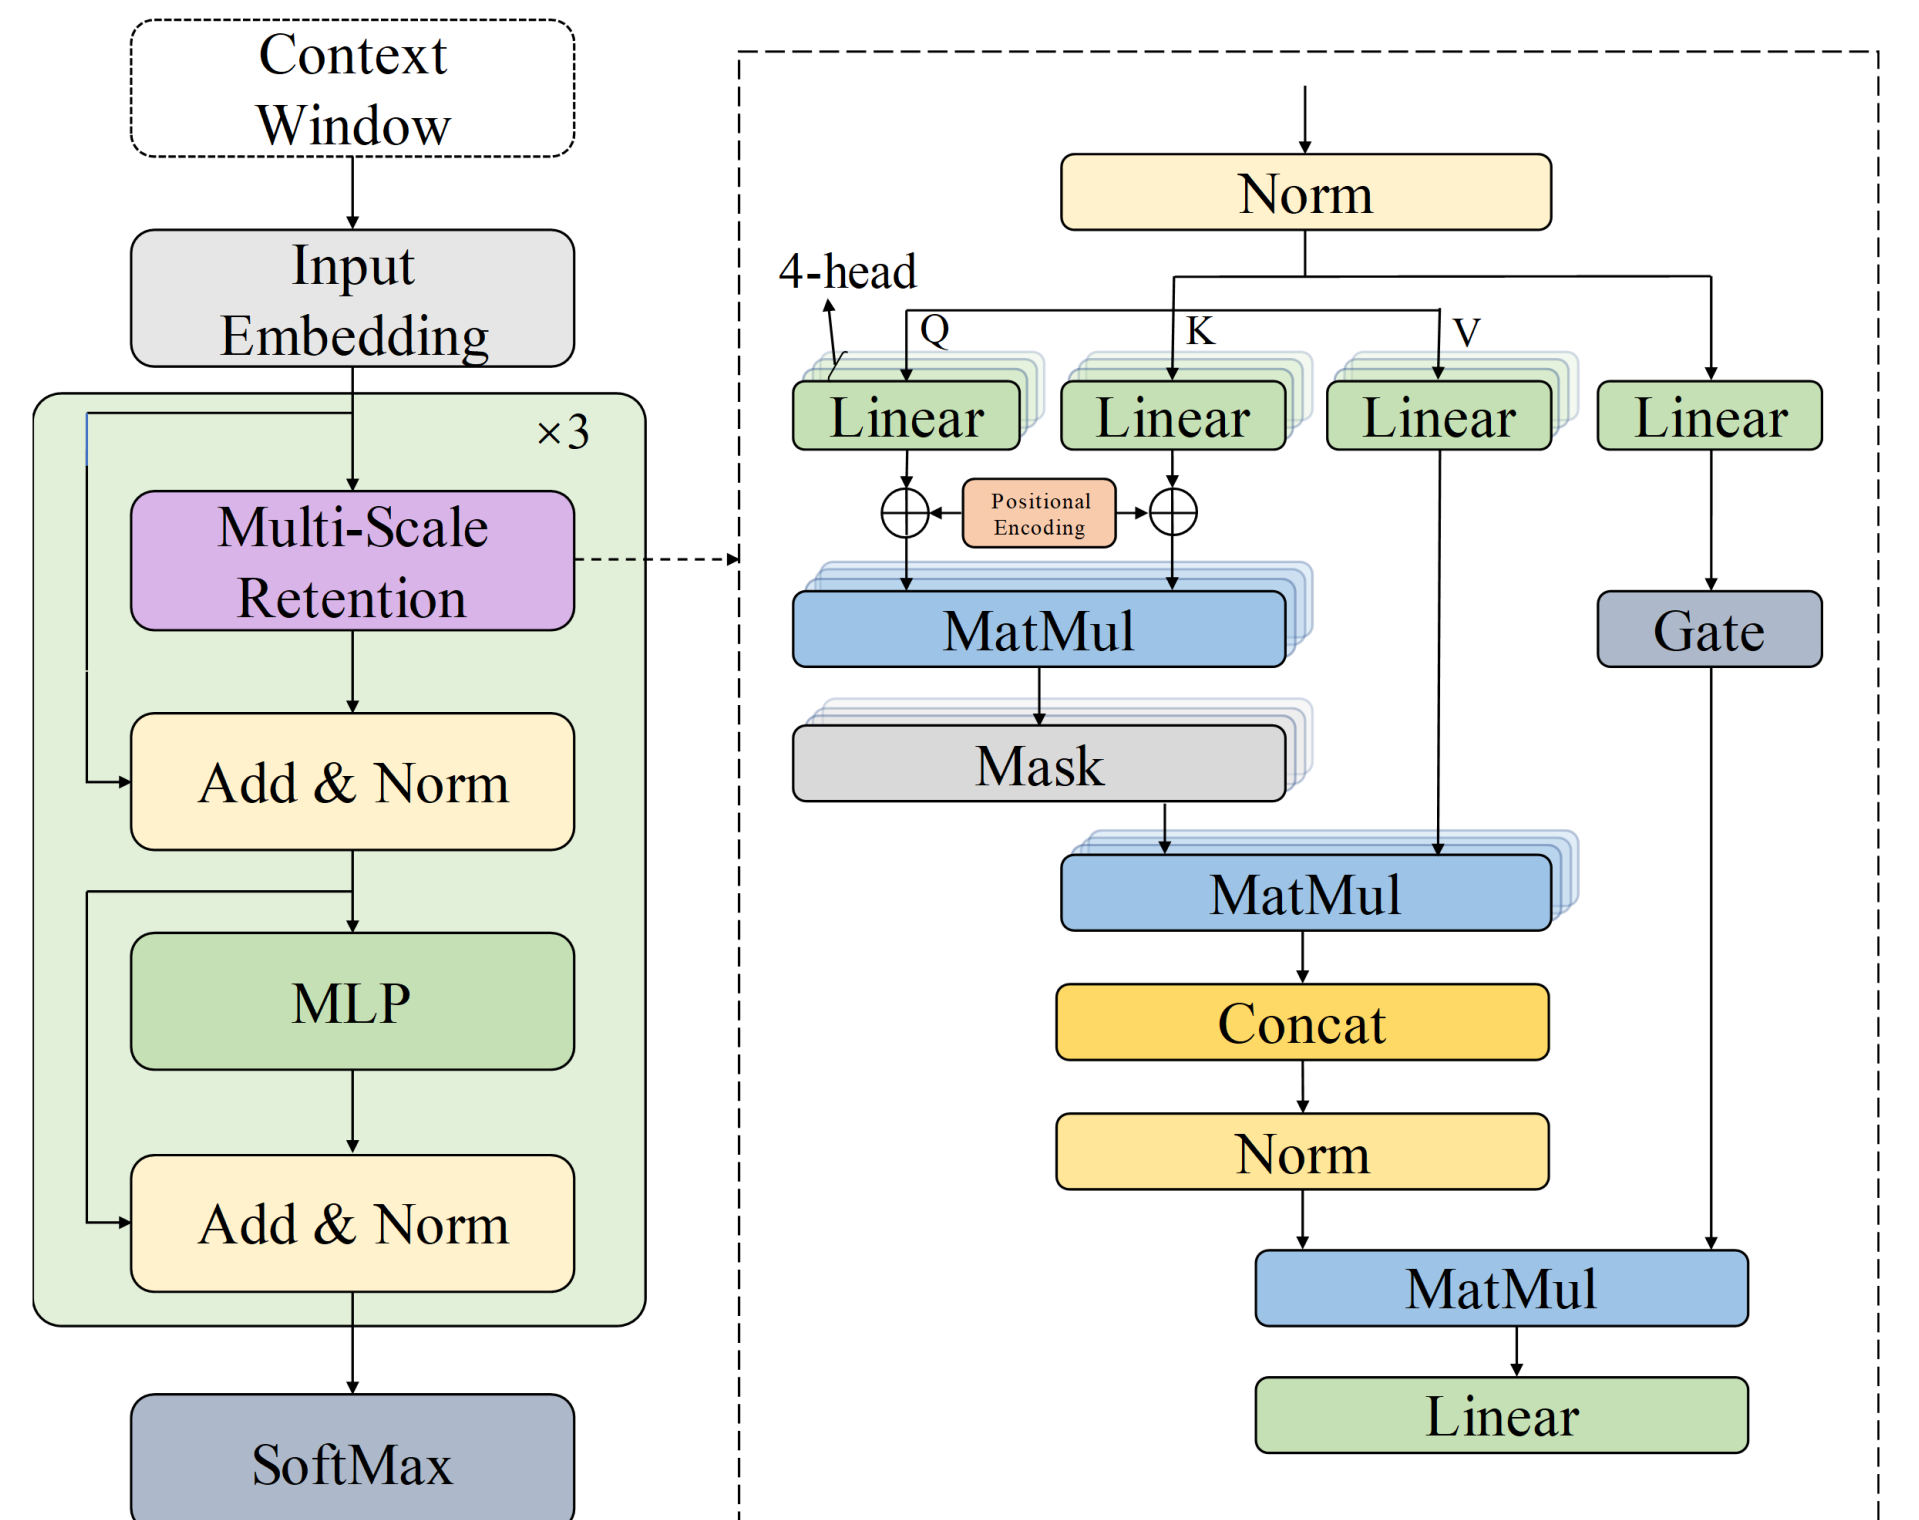 Context
Window
Input
Embedding
×3
Multi-Scale
Retention
Add & Norm
MLP
Add & Norm
SoftMax
Norm
4-head
Q
K
V
Linear
Linear
Linear
Linear
Positional
Encoding
MatMul
Gate
Mask
MatMul
Concat
Norm
MatMul
Linear